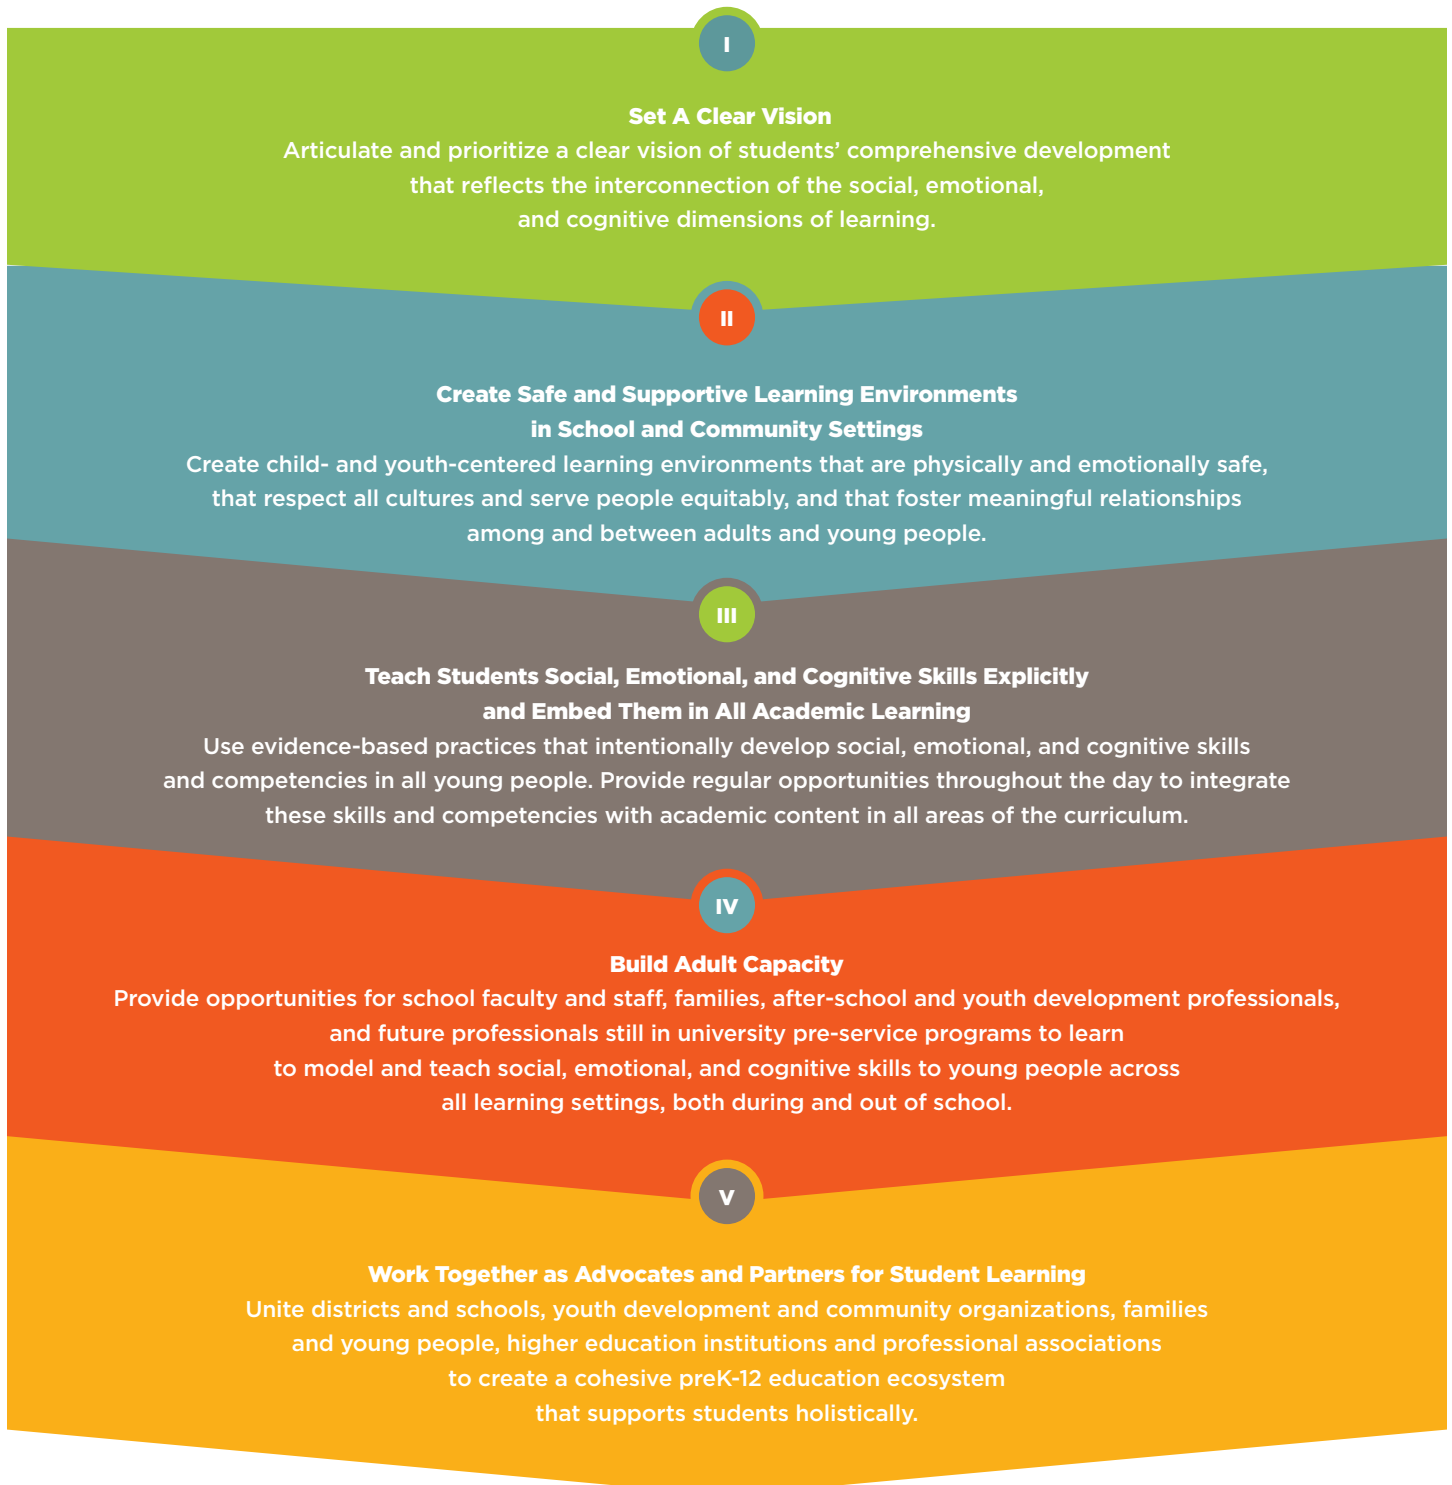 I
Set A Clear Vision
Articulate and prioritize a clear vision of students’ comprehensive development
that reflects the interconnection of the social, emotional,
and cognitive dimensions of learning.
II
Create Safe and Supportive Learning Environments
in School and Community Settings
Create child- and youth-centered learning environments that are physically and emotionally safe,
that respect all cultures and serve people equitably, and that foster meaningful relationships
among and between adults and young people.
III
Teach Students Social, Emotional, and Cognitive Skills Explicitly
and Embed Them in All Academic Learning
Use evidence-based practices that intentionally develop social, emotional, and cognitive skills
and competencies in all young people. Provide regular opportunities throughout the day to integrate
these skills and competencies with academic content in all areas of the curriculum.
IV
Build Adult Capacity
Provide opportunities for school faculty and staff, families, after-school and youth development professionals,
and future professionals still in university pre-service programs to learn
to model and teach social, emotional, and cognitive skills to young people across
all learning settings, both during and out of school.
V
Work Together as Advocates and Partners for Student Learning
Unite districts and schools, youth development and community organizations, families
and young people, higher education institutions and professional associations
to create a cohesive preK-12 education ecosystem
that supports students holistically.